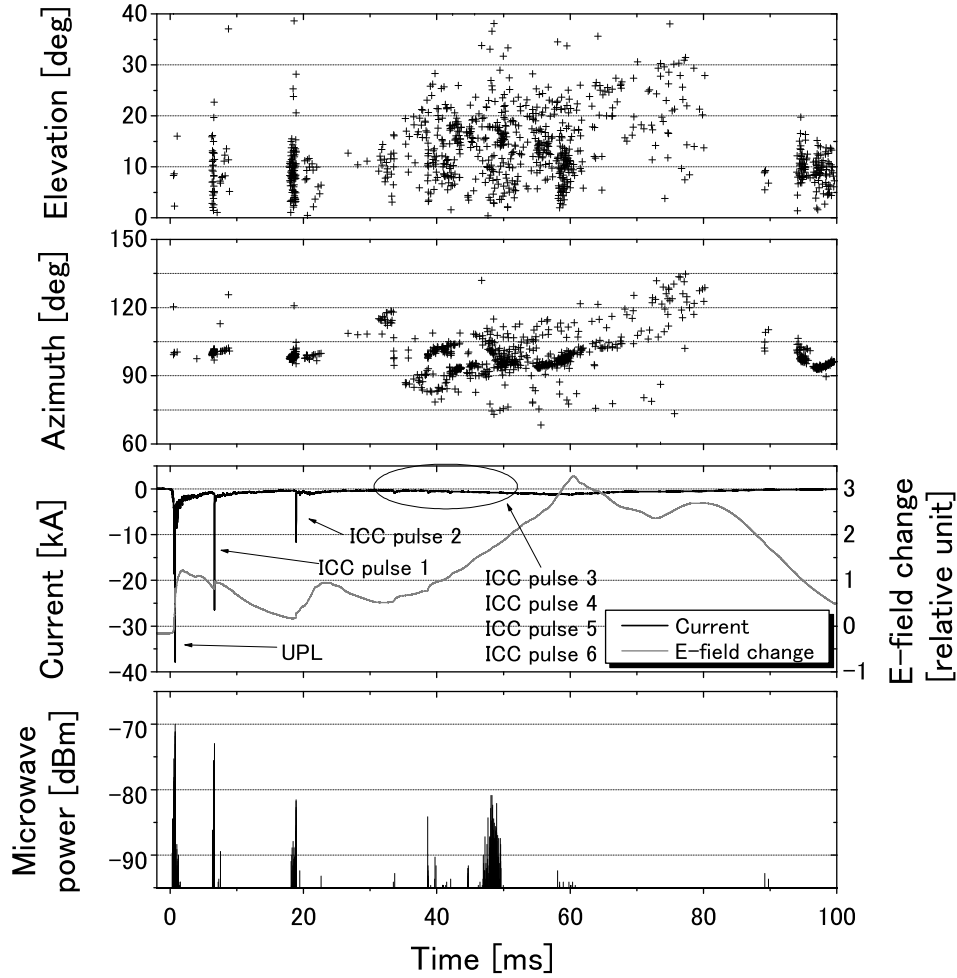 40
30
20
10
0
Elevation [deg]
150
120
90
60
Azimuth [deg]
0
−10
−20
−30
−40
Current [kA]
ICC pulse 2
ICC pulse 1
UPL
ICC pulse 3
ICC pulse 4
ICC pulse 5
ICC pulse 6
Current
E-field change
3
2
1
0
−1
E-field change
[relative unit]
−70
−80
−90
Microwave
power [dBm]
0 20 40 60 80 100
Time [ms]